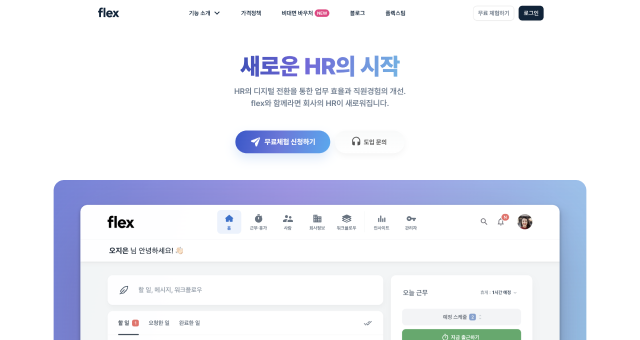 flex
기능 소개
가격정책
비대면 바우처 NEW
블로그
플렉스팀
무료 체험하기
로그인
새로운 HR의 시작
HR의 디지털 전환을 통한 업무 효율과 직원경험의 개선.
flex와 함께라면 회사의 HR이 새로워집니다.
무료체험 신청하기
도입 문의
flex
홈
근무·휴가
사람
회사정보
워크플로우
인사이트
관리자
오지은 님 안녕하세요! 👋🏻
할 일, 메시지, 워크플로우
할 일
요청한 일
완료한 일
오늘 근무
1시간 예정
예정 스케줄
지금 출근하기